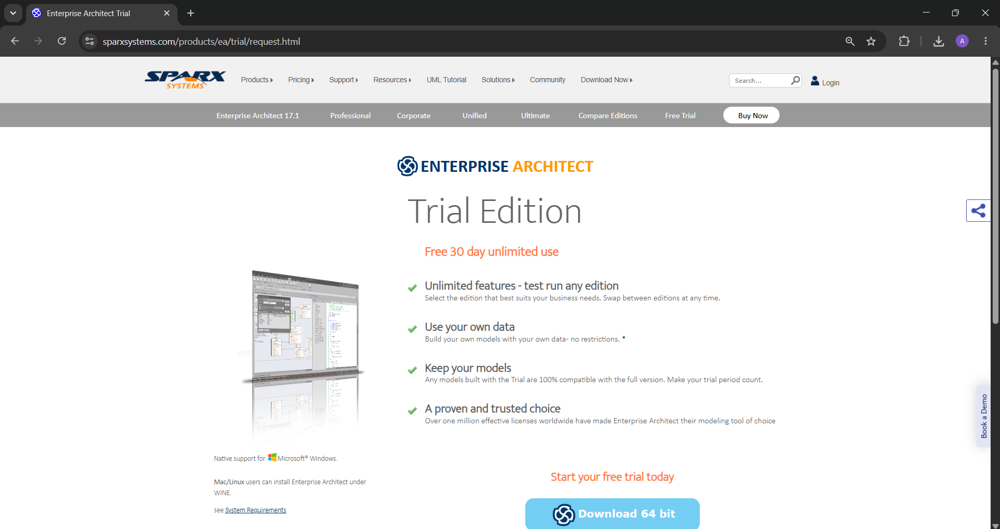 Enterprise Architect Trial
sparxsystems.com/products/ea/trial/request.html
A
SPARX
SYSTEMS
Products
Pricing
Support
Resources
UML Tutorial
Solutions
Community
Download Now
Search...
Login
Enterprise Architect 17.1
Professional
Corporate
Unified
Ultimate
Compare Editions
Free Trial
Buy Now
ENTERPRISE ARCHITECT
Trial Edition
Free 30 day unlimited use
Unlimited features - test run any edition
Select the edition that best suits your business needs. Swap between editions at any time.
Use your own data
Build your own models with your own data- no restrictions. *
Keep your models
Any models built with the Trial are 100% compatible with the full version. Make your trial period count.
A proven and trusted choice
Over one million effective licenses worldwide have made Enterprise Architect their modeling tool of choice
Book a Demo
Native support for Microsoft® Windows.
Mac/Linux users can install Enterprise Architect under
WINE.
see System Requirements
Start your free trial today
Download 64 bit